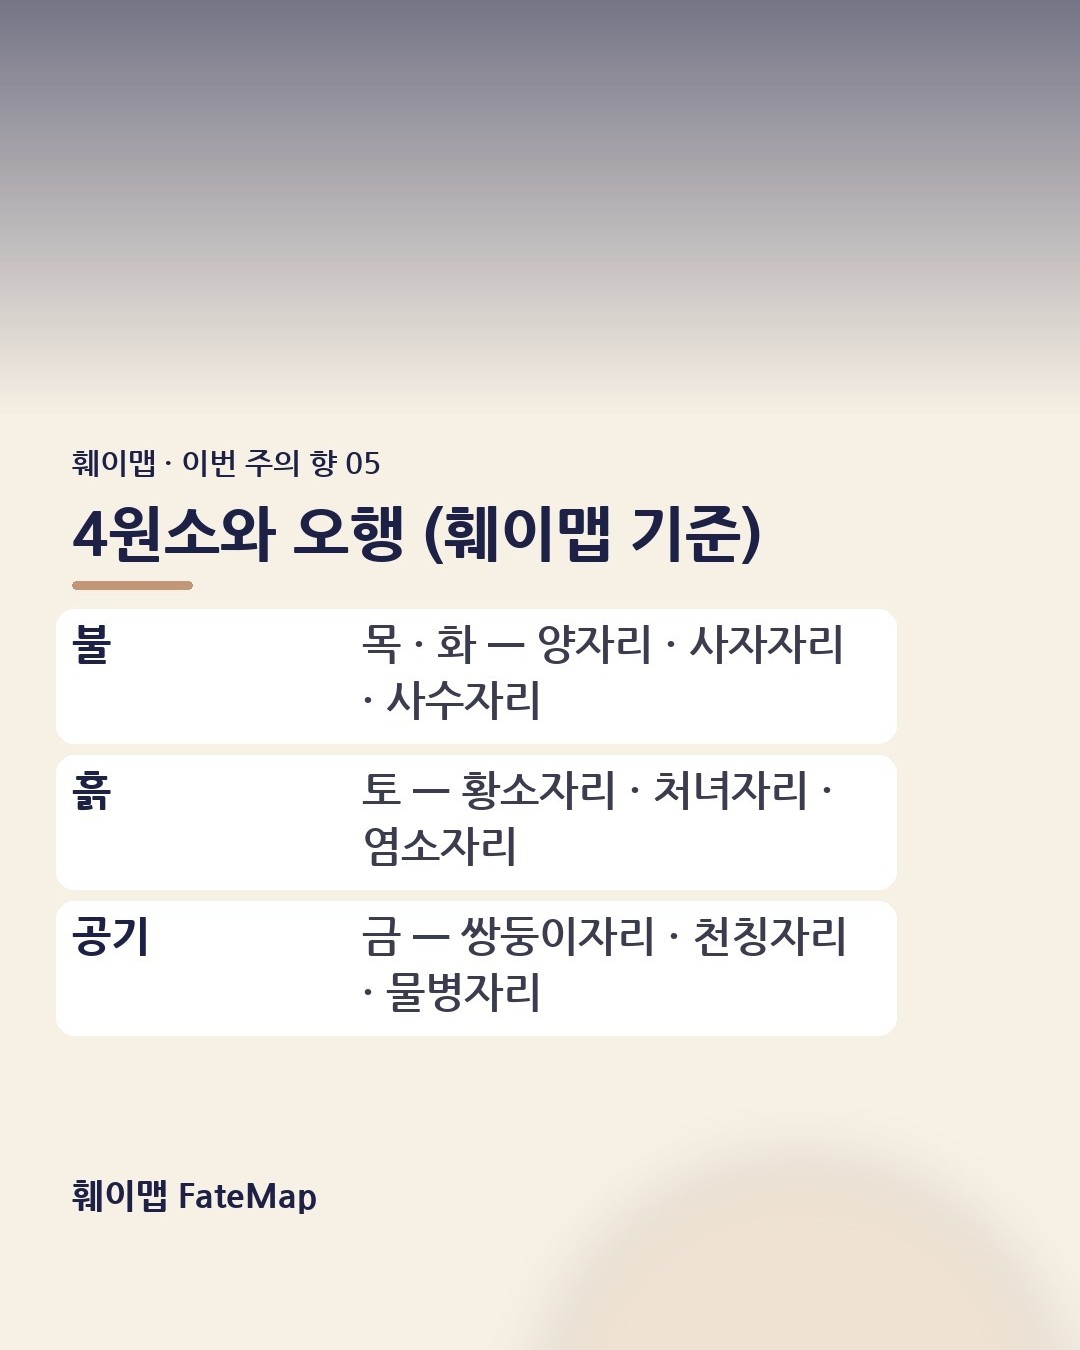 훼이맵 · 이번 주의 향 05
4원소와 오행 (훼이맵 기준)
불
목 · 화 — 양자리 · 사자자리
· 사수자리
흙
토 — 황소자리 · 처녀자리 ·
염소자리
공기
금 — 쌍둥이자리 · 천칭자리
· 물병자리
훼이맵 FateMap